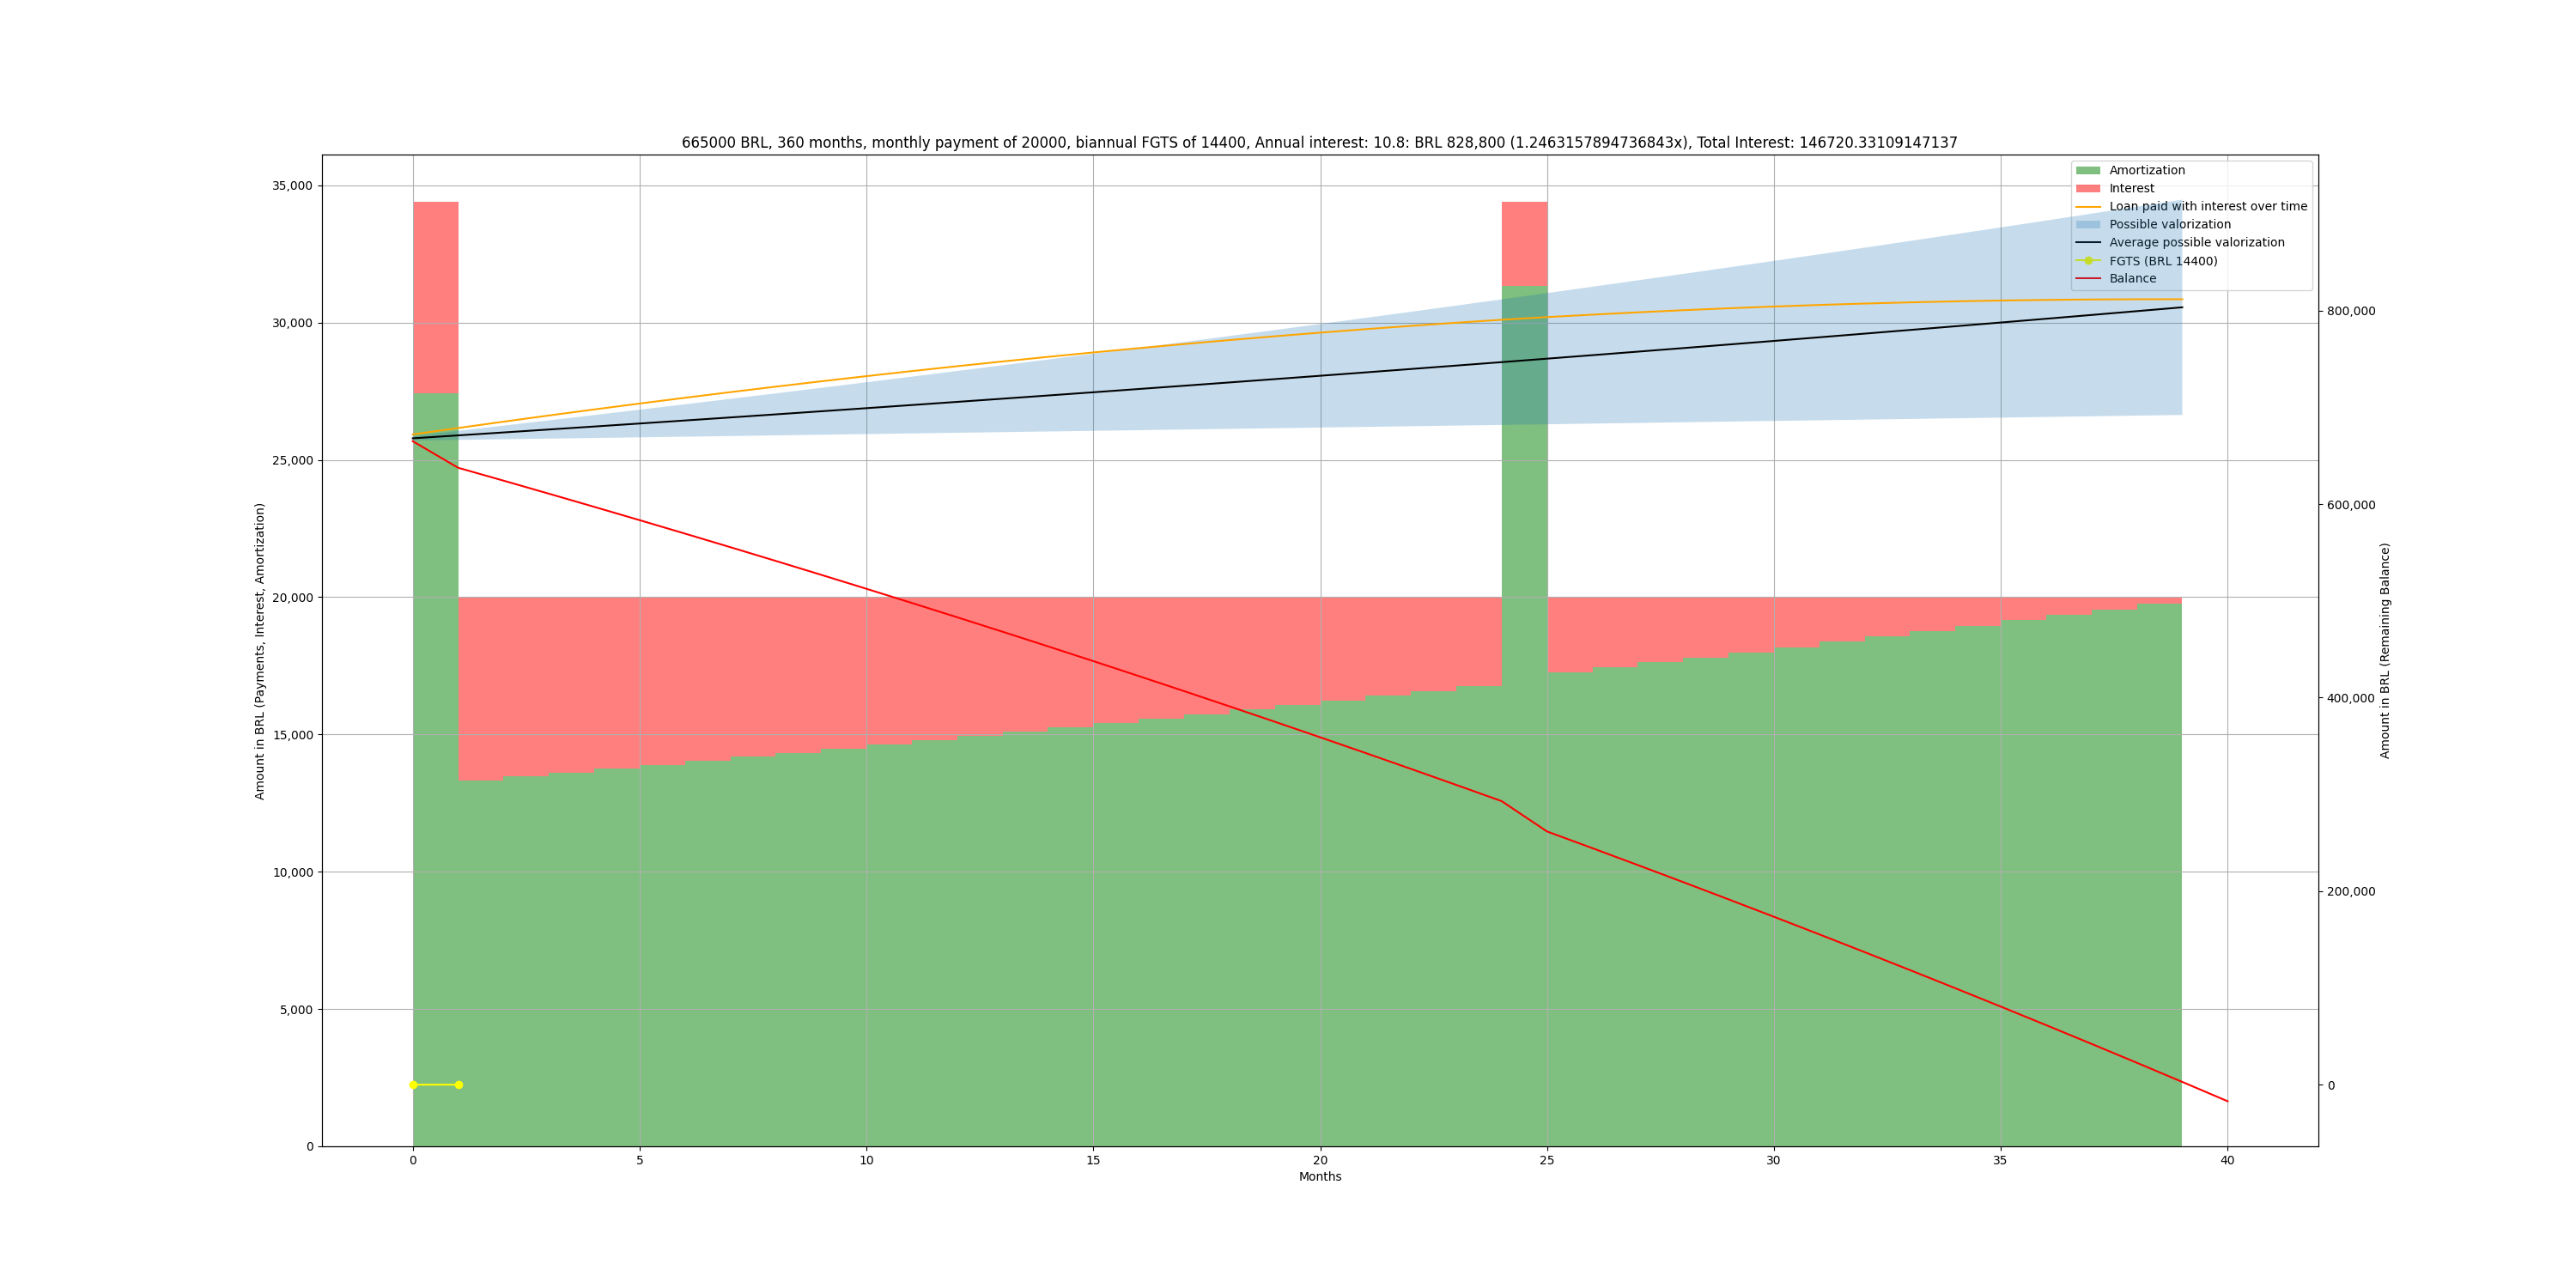 665000 BRL, 360 months, monthly payment of 20000, biannual FGTS of 14400, Annual interest: 10.8: BRL 828,800 (1.2463157894736843x), Total Interest: 146720.33109147137
Amortization
Interest
Loan paid with interest over time
Possible valorization
Average possible valorization
FGTS (BRL 14400)
Balance
Amount in BRL (Payments, Interest, Amortization)
35,000
30,000
25,000
20,000
15,000
10,000
5,000
0
800,000
600,000
400,000
200,000
0
Amount in BRL (Remaining Balance)
0
5
10
15
20
25
30
35
40
Months